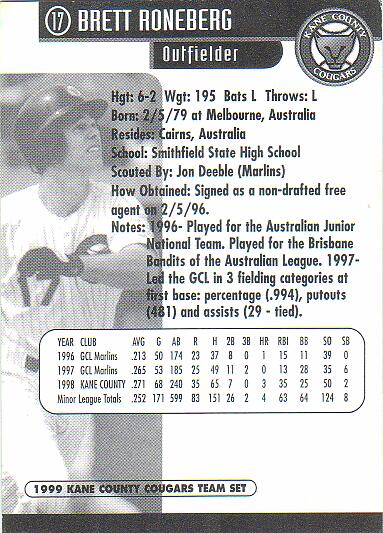 17 BRETT RONEBERG
KANE COUNTY
COUGARS
Outfielder
Hgt: 6-2 Wgt: 195 Bats L Throws: L
Born: 2/5/79 at Melbourne, Australia
Resides: Cairns, Australia
School: Smithfield State High School
Scouted By: Jon Deeble (Marlins)
How Obtained: Signed as a non-drafted free
agent on 2/5/96.
Notes: 1996- Played for the Australian Junior
National Team. Played for the Brisbane
Bandits of the Australian League. 1997-
Led the GCL in 3 fielding categories at
first base: percentage (.994), putouts
(481) and assists (29 - tied).
YEAR CLUB AVG G AB R H 2B 3B HR RBI BB SO SB
1996 GCL Marlins .213 50 174 23 37 8 0 1 15 11 39 0
1997 GCL Marlins .265 53 185 25 49 11 2 0 13 28 35 6
1998 KANE COUNTY .271 68 240 35 65 7 0 3 35 25 50 2
Minor League Totals .252 171 599 83 151 26 2 4 63 64 124 8
17
1999 KANE COUNTY COUGARS TEAM SET